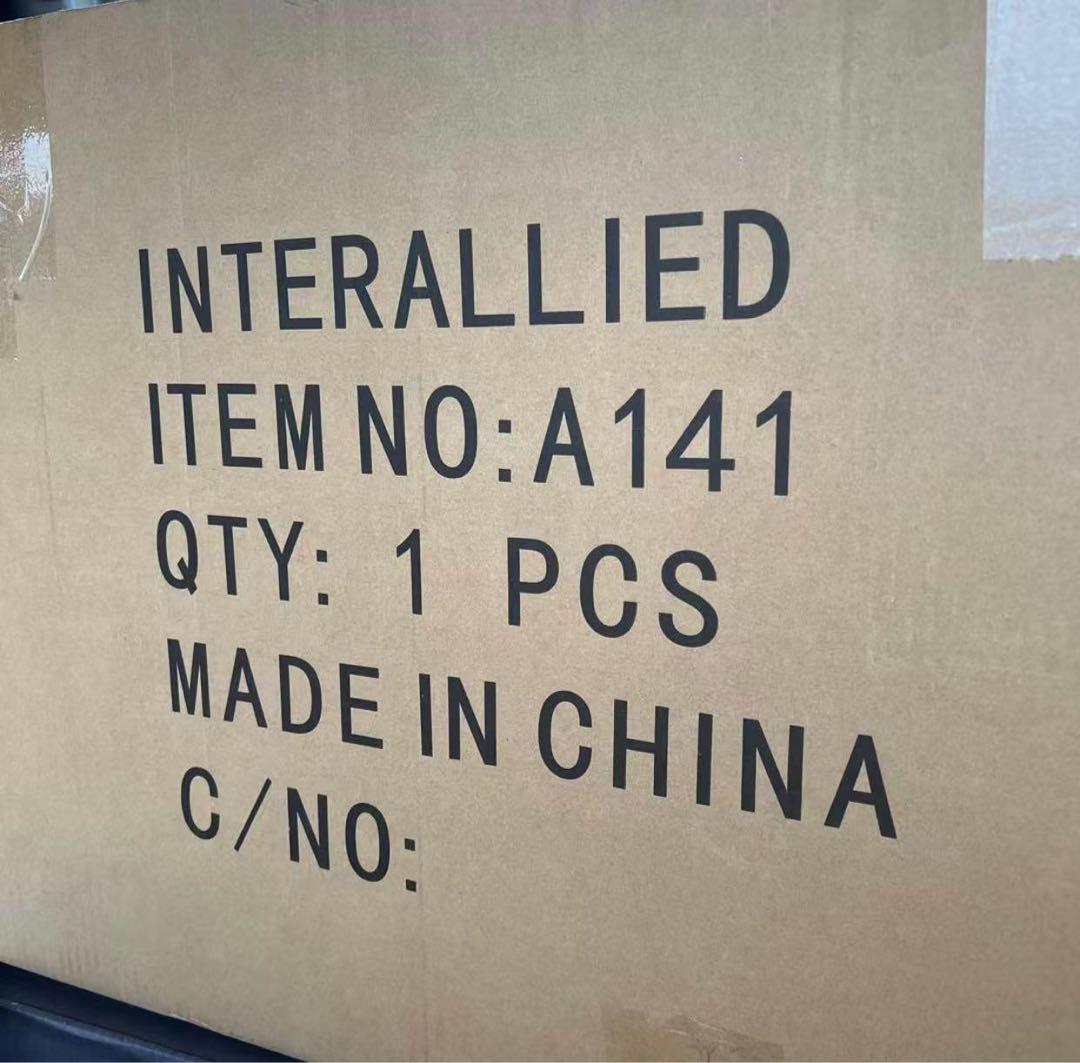 INTERALLIED
ITEM NO:A141
QTY: 1 PCS
MADE IN CHINA
C/NO: